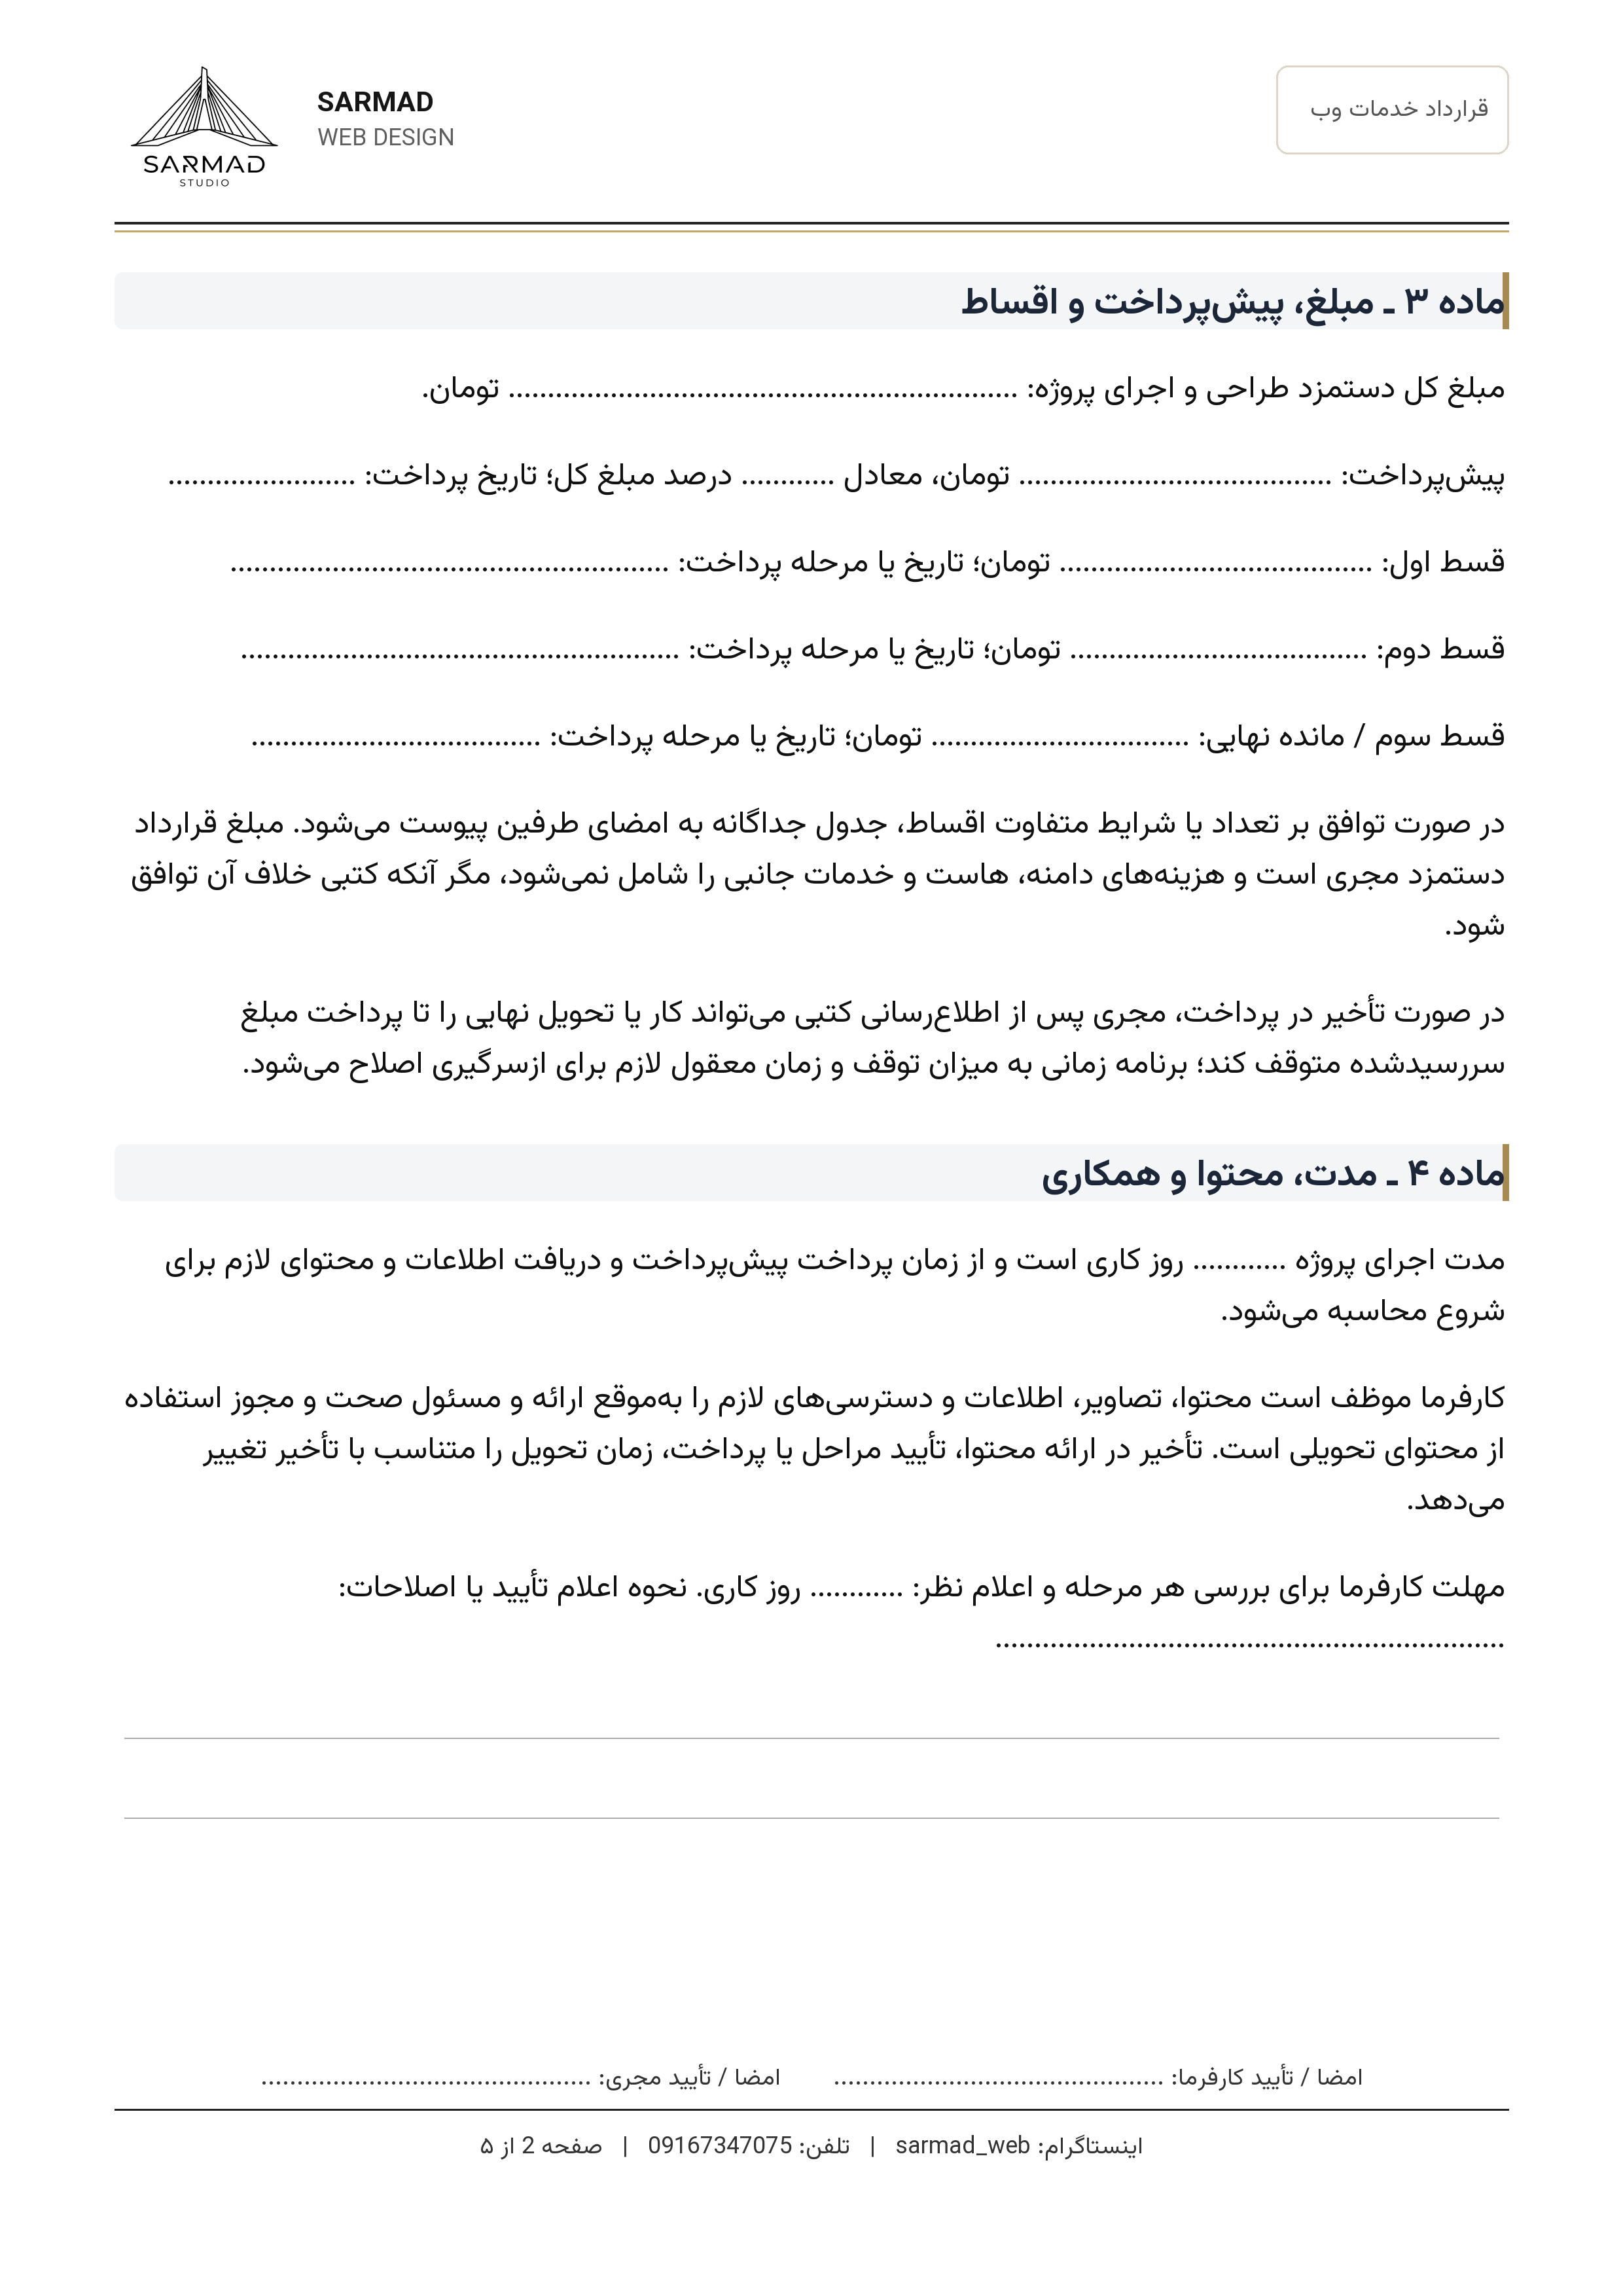 SARMAD
STUDIO
SARMAD
WEB DESIGN
قرارداد خدمات وب
ماده ۳ ـ مبلغ، پیش‌پرداخت و اقساط
مبلغ کل دستمزد طراحی و اجرای پروژه: ................................................................. تومان.
پیش‌پرداخت: ........................................ تومان، معادل ............ درصد مبلغ کل؛ تاریخ پرداخت: ........................
قسط اول: ........................................ تومان؛ تاریخ یا مرحله پرداخت: ........................................................
قسط دوم: ...................................... تومان؛ تاریخ یا مرحله پرداخت: ........................................................
قسط سوم / مانده نهایی: ................................. تومان؛ تاریخ یا مرحله پرداخت: .....................................
در صورت توافق بر تعداد یا شرایط متفاوت اقساط، جدول جداگانه به امضای طرفین پیوست می‌شود. مبلغ قرارداد
دستمزد مجری است و هزینه‌های دامنه، هاست و خدمات جانبی را شامل نمی‌شود، مگر آنکه کتبی خلاف آن توافق
شود.
در صورت تأخیر در پرداخت، مجری پس از اطلاع‌رسانی کتبی می‌تواند کار یا تحویل نهایی را تا پرداخت مبلغ
سررسیدشده متوقف کند؛ برنامه زمانی به میزان توقف و زمان معقول لازم برای ازسرگیری اصلاح می‌شود.
ماده ۴ ـ مدت، محتوا و همکاری
مدت اجرای پروژه ............ روز کاری است و از زمان پرداخت پیش‌پرداخت و دریافت اطلاعات و محتوای لازم برای
شروع محاسبه می‌شود.
کارفرما موظف است محتوا، تصاویر، اطلاعات و دسترسی‌های لازم را به‌موقع ارائه و مسئول صحت و مجوز استفاده
از محتوای تحویلی است. تأخیر در ارائه محتوا، تأیید مراحل یا پرداخت، زمان تحویل را متناسب با تأخیر تغییر
می‌دهد.
مهلت کارفرما برای بررسی هر مرحله و اعلام نظر: ............ روز کاری. نحوه اعلام تأیید یا اصلاحات:
.................................................................
امضا / تأیید کارفرما: .............................................. امضا / تأیید مجری: ..............................................
اینستاگرام: sarmad_web | تلفن: 09167347075 | صفحه 2 از ۵